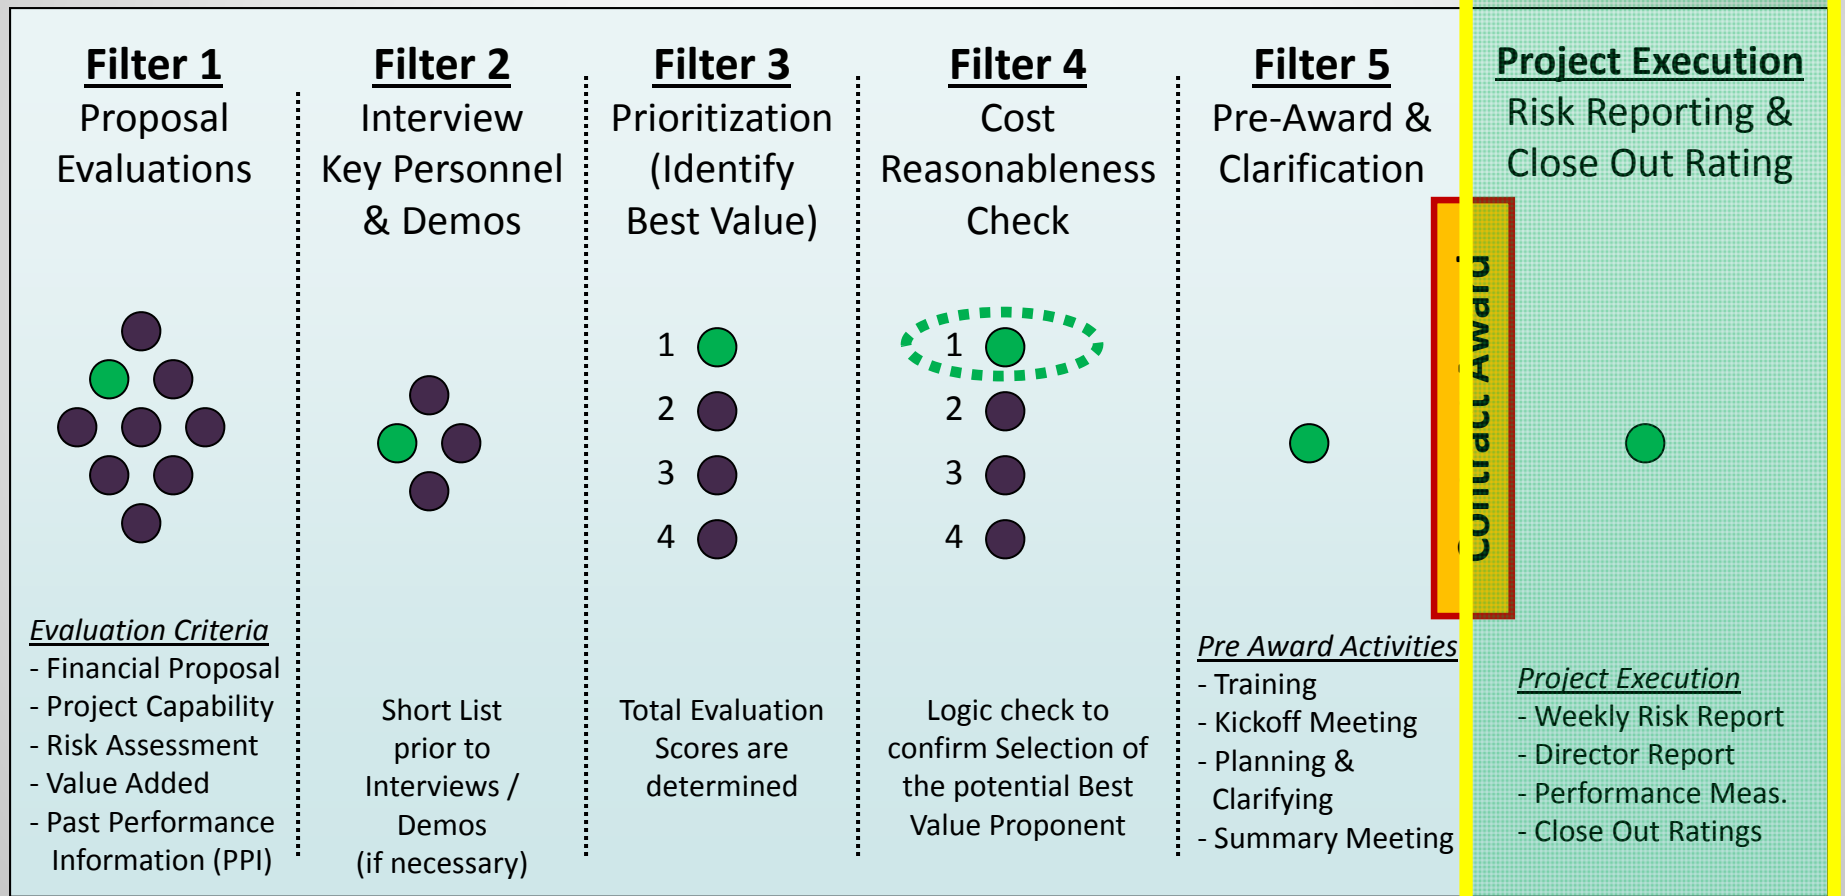 Filter 1
Proposal
Evaluations
Evaluation Criteria
- Financial Proposal
- Project Capability
- Risk Assessment
- Value Added
- Past Performance
Information (PPI)
Filter 2
Interview
Key Personnel
& Demos
Short List
prior to
Interviews /
Demos
(if necessary)
Filter 3
Prioritization
(Identify
Best Value)
1
2
3
4
Total Evaluation
Scores are
determined
Filter 4
Cost
Reasonableness
Check
1
2
3
4
Logic check to
confirm Selection of
the potential Best
Value Proponent
Filter 5
Pre-Award &
Clarification
Pre Award Activities
- Training
- Kickoff Meeting
- Planning &
Clarifying
- Summary Meeting
Contract Award
Project Execution
Risk Reporting &
Close Out Rating
Project Execution
- Weekly Risk Report
- Director Report
- Performance Meas.
- Close Out Ratings